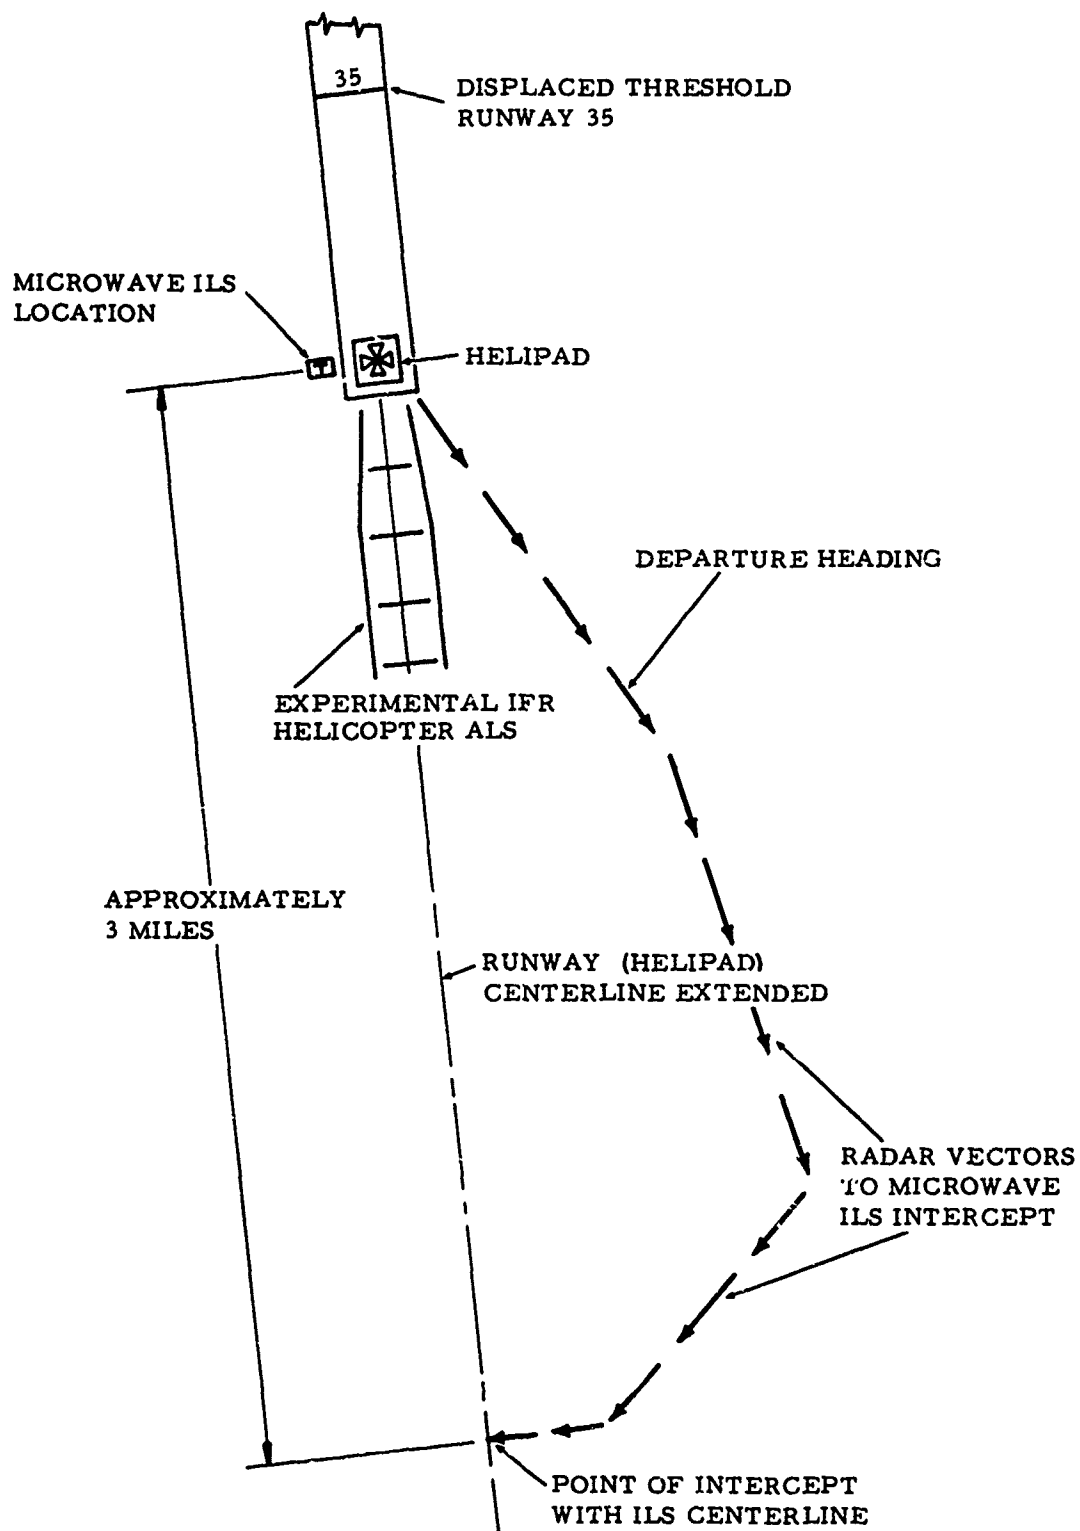 35
DISPLACED THRESHOLD
RUNWAY 35
MICROWAVE ILS
LOCATION
T
HELIPAD
DEPARTURE HEADING
EXPERIMENTAL IFR
HELICOPTER ALS
APPROXIMATELY
3 MILES
RUNWAY (HELIPAD)
CENTERLINE EXTENDED
RADAR VECTORS
TO MICROWAVE
ILS INTERCEPT
POINT OF INTERCEPT
WITH ILS CENTERLINE